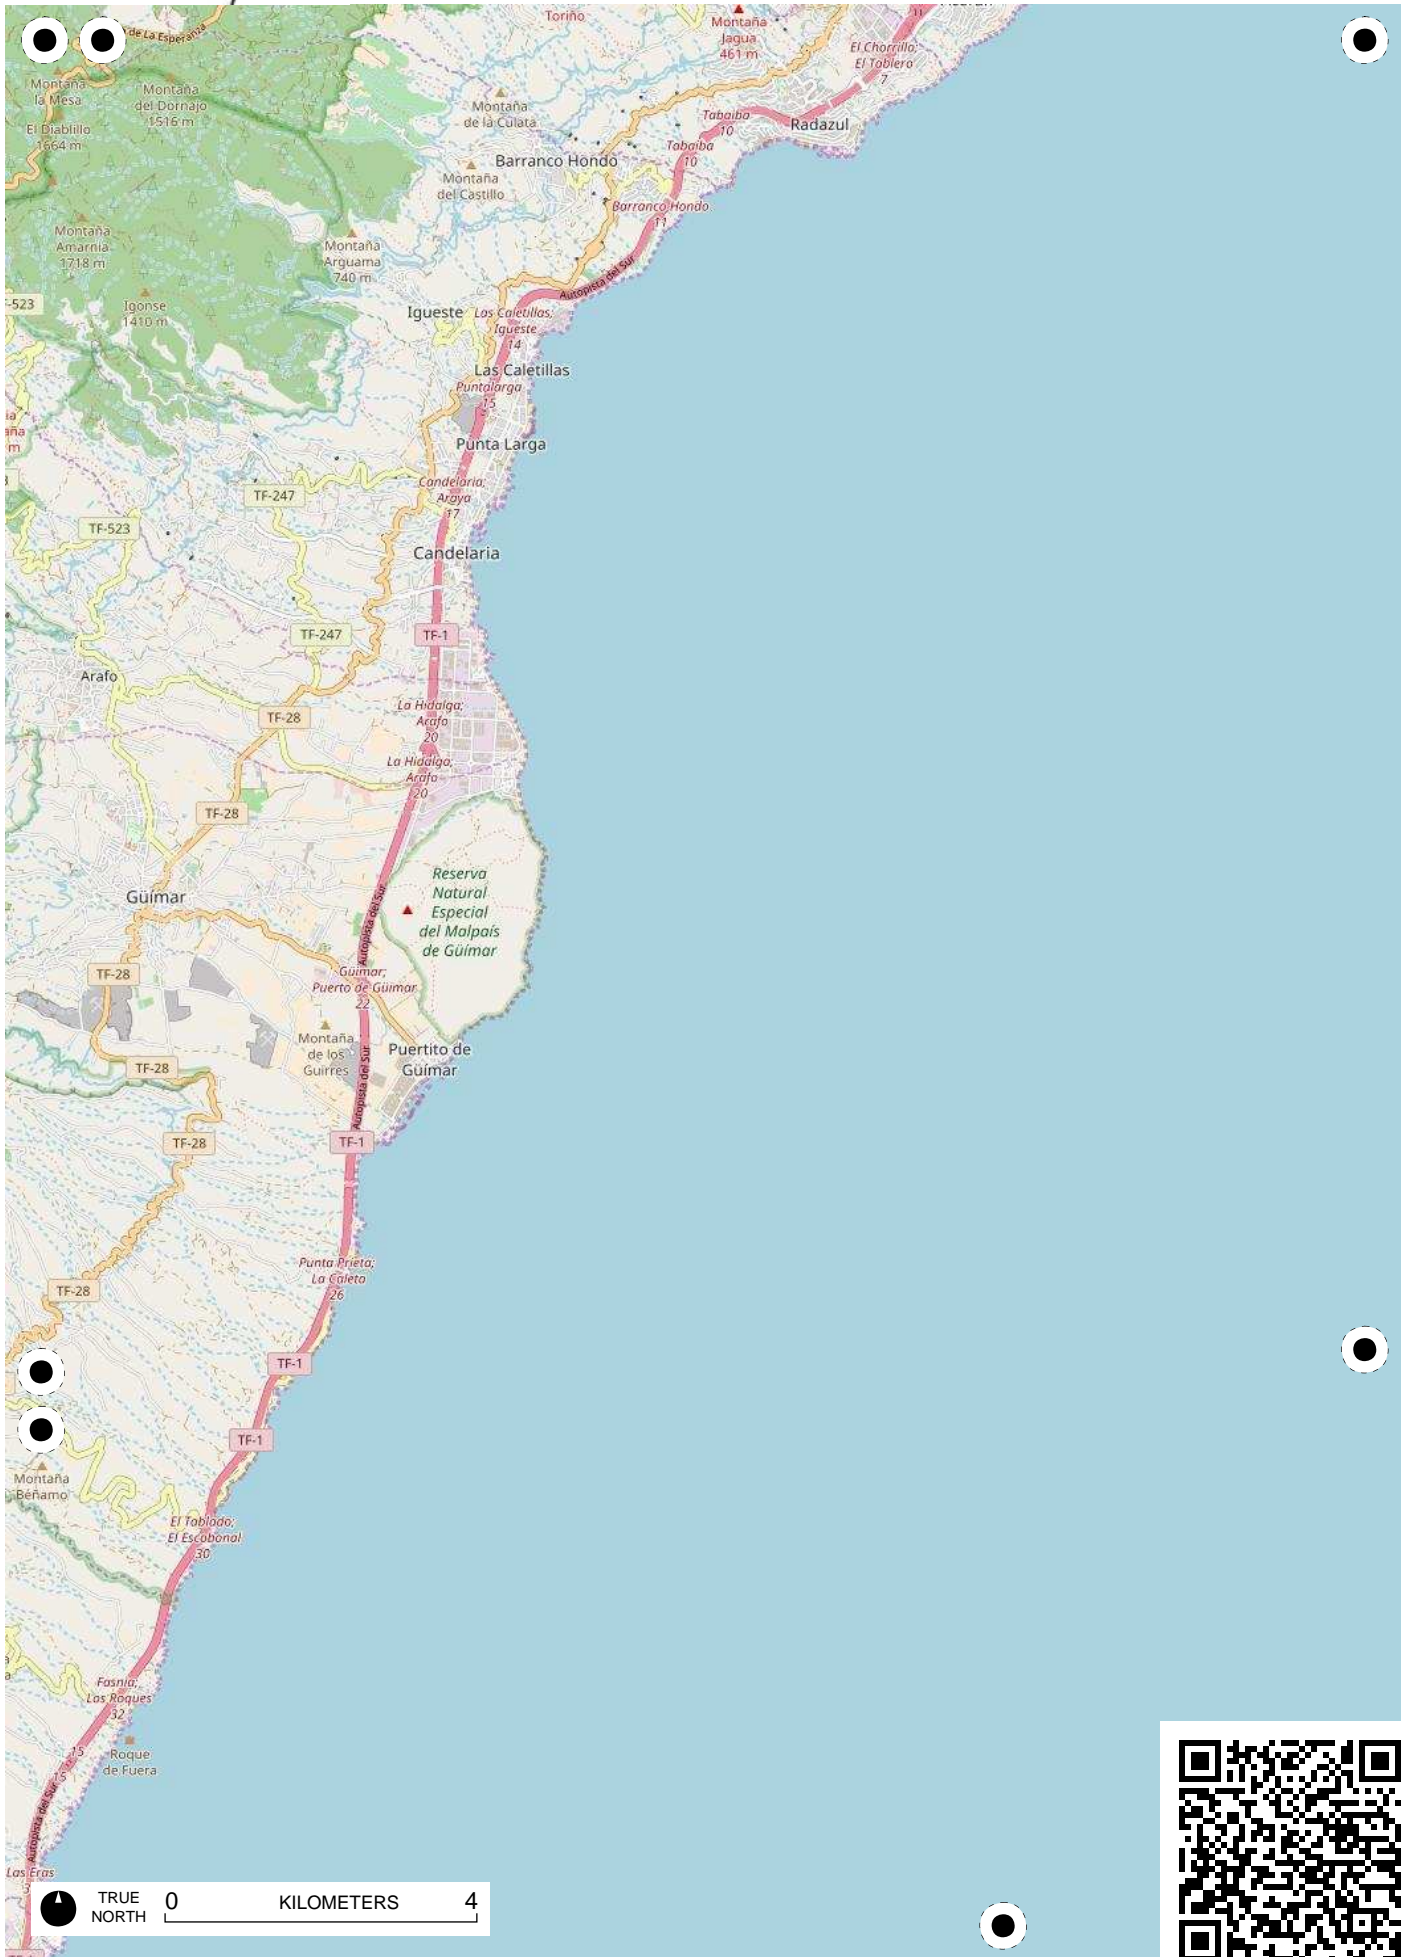 de La Esperanza
Toriño
Montaña
Jagua
461 m
11
El Chorrillo;
El Tablero
7
Montaña
la Mesa
Montaña
del Dornajo
1516 m
El Diablillo
1664 m
Montaña
de la Culata
Tabaiba
10
Radazul
Tabaiba
10
Barranco Hondo
Montaña
del Castillo
Barranco Hondo
11
Montaña
Amarnia
1718 m
Montaña
Arguama
740 m
Autopista del Sur
-523
Igonse
1410 m
Igueste
Las Caletillas;
Igueste
14
Las Caletillas
Puntalarga
15
Punta Larga
TF-247
Candelaria;
Araya
17
TF-523
Candelaria
TF-247
TF-1
Arafo
La Hidalga;
Arafo
20
TF-28
La Hidalga;
Arafo
20
TF-28
Reserva
Natural
Especial
del Malpaís
de Güímar
Güímar
Autopista del Sur
TF-28
Güímar;
Puerto de Güímar
22
Montaña
de los
Guirres
Puertito de
Güímar
TF-28
Autopista del Sur
TF-28
TF-1
Punta Prieta;
La Caleta
26
TF-28
TF-1
TF-1
Montaña
Béñamo
El Tablado;
El Escobonal
30
Fasnia;
Los Roques
32
15
15
Roque
de Fuera
Autopista del Sur
Las Eras
TRUE
NORTH
0 KILOMETERS 4